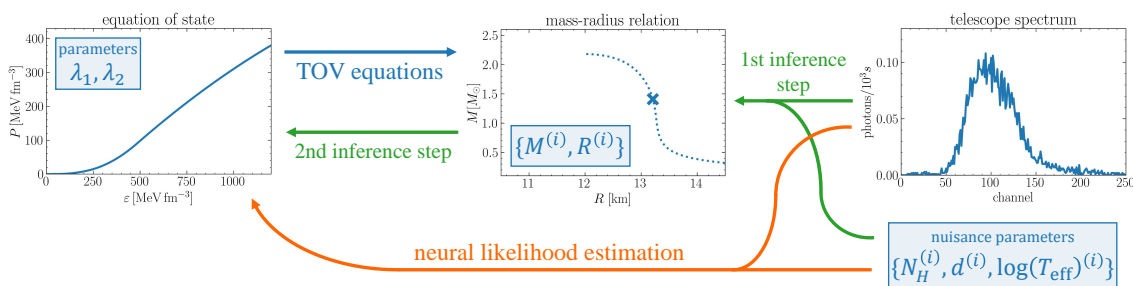 equation of state
P [MeV fm⁻³]
400
300
200
100
0
parameters
λ₁, λ₂
0 250 500 750 1000
ε [MeV fm⁻³]
TOV equations
2nd inference step
mass-radius relation
M [M⊙]
2.5
2.0
1.5
1.0
0.5
{M⁽ⁱ⁾, R⁽ⁱ⁾}
11 12 13 14
R [km]
1st inference
step
telescope spectrum
photons/10³ s
0.10
0.05
0.00
0 50 100 150 200 250
channel
neural likelihood estimation
nuisance parameters
{N_H⁽ⁱ⁾, d⁽ⁱ⁾, log(T_eff)⁽ⁱ⁾}